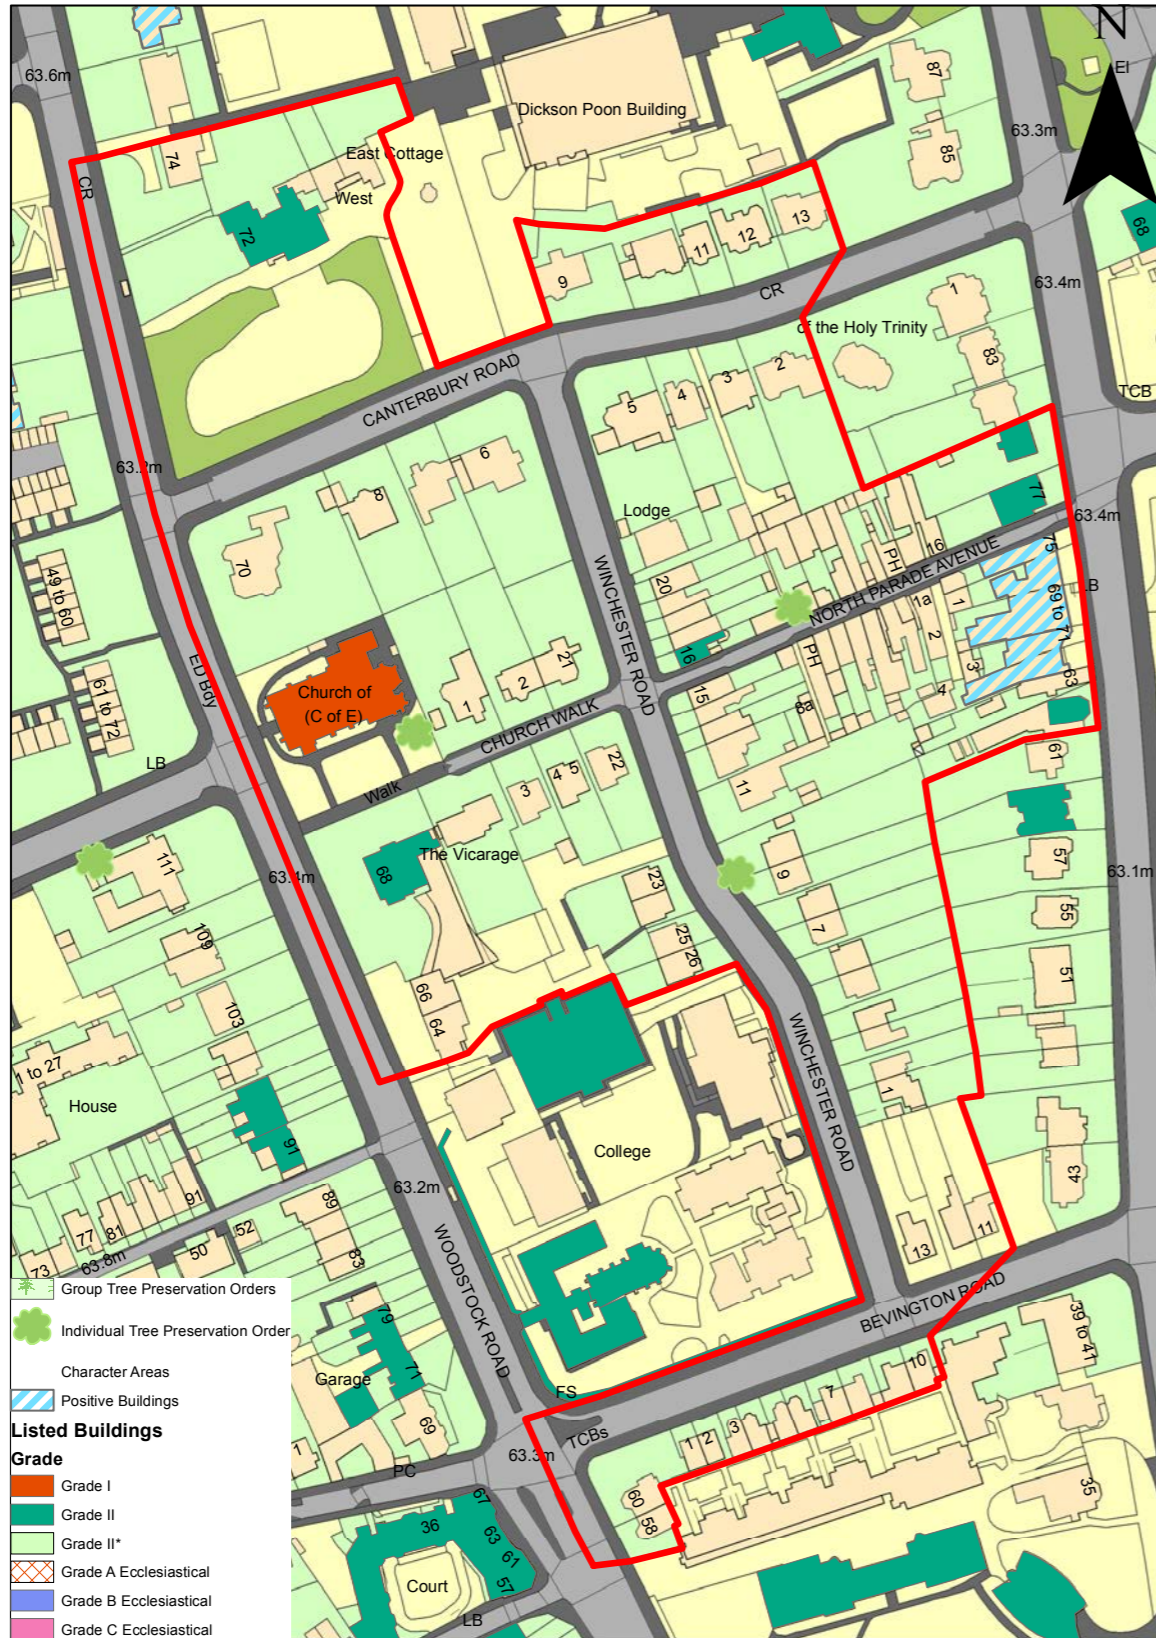 N
63.6m
El
87
Dickson Poon Building
63.3m
74
East Cottage
85
CR
West
13
12
11
68
72
9
63.4m
CR
1
of the Holy Trinity
83
CANTERBURY ROAD
2
3
4
5
TCB
63.2m
6
8
77
Lodge
63.4m
70
WINCHESTER ROAD
PH
16
NORTH PARADE AVENUE
75
49 to 60
20
1a
1
LB
69 to 71
2
ED Bdy
16
PH
3
63
61 to 72
Church of
(C of E)
21
2
1
15
8a
4
CHURCH WALK
61
LB
Walk
22
5
4
3
11
The Vicarage
68
57
111
9
63.4m
63.1m
23
55
109
7
25 26
51
66
64
103
WINCHESTER ROAD
1 to 27
1
House
91
College
43
63.2m
91
89
11
13
77
81
52
50
83
73
63.8m
WOODSTOCK ROAD
BEVINGTON ROAD
Group Tree Preservation Orders
79
39 to 41
Individual Tree Preservation Order
71
10
Garage
FS
7
Character Areas
Positive Buildings
69
TCBs
3
2
1
1
63.3m
Listed Buildings
PC
Grade
67
60
58
35
Grade I
36
63
Grade II
61
Grade II*
57
Grade A Ecclesiastical
Court
Grade B Ecclesiastical
LB
Grade C Ecclesiastical